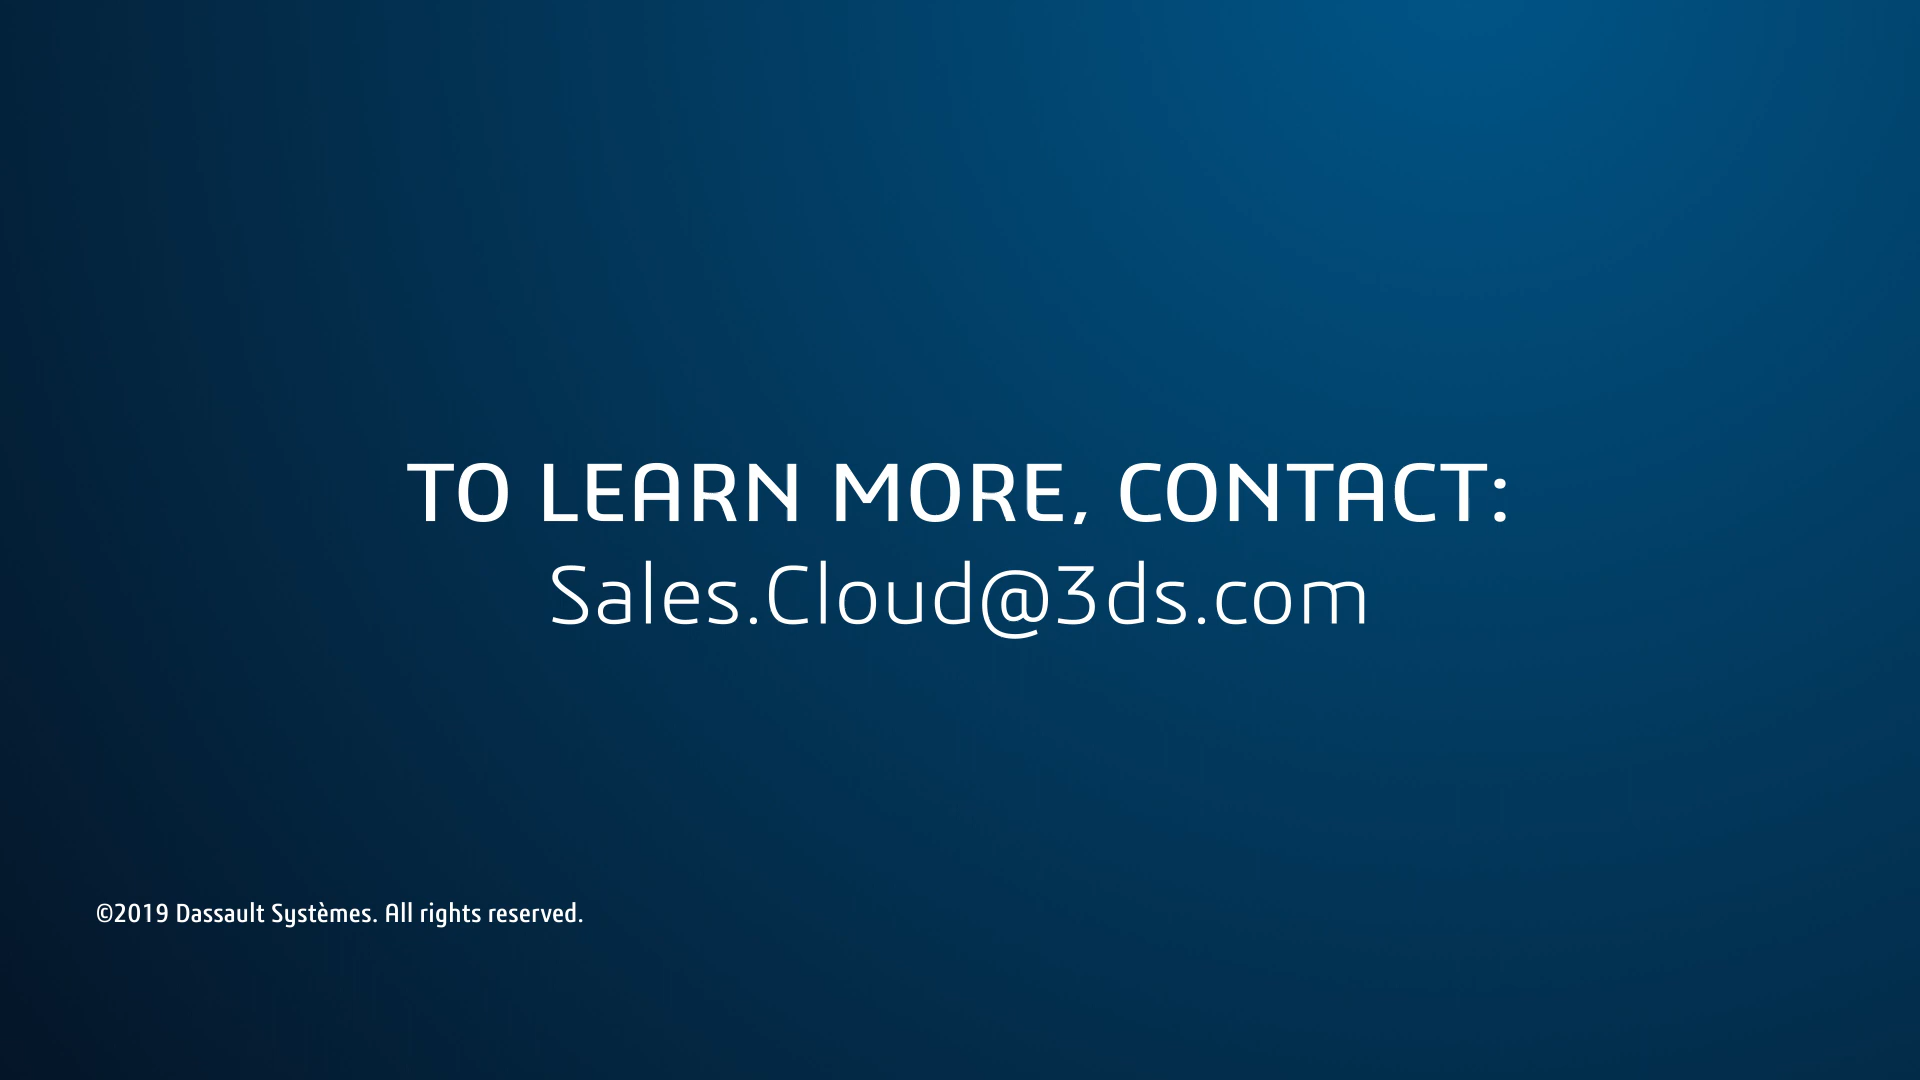 TO LEARN MORE, CONTACT:
Sales.Cloud@3ds.com
©2019 Dassault Systèmes. All rights reserved.